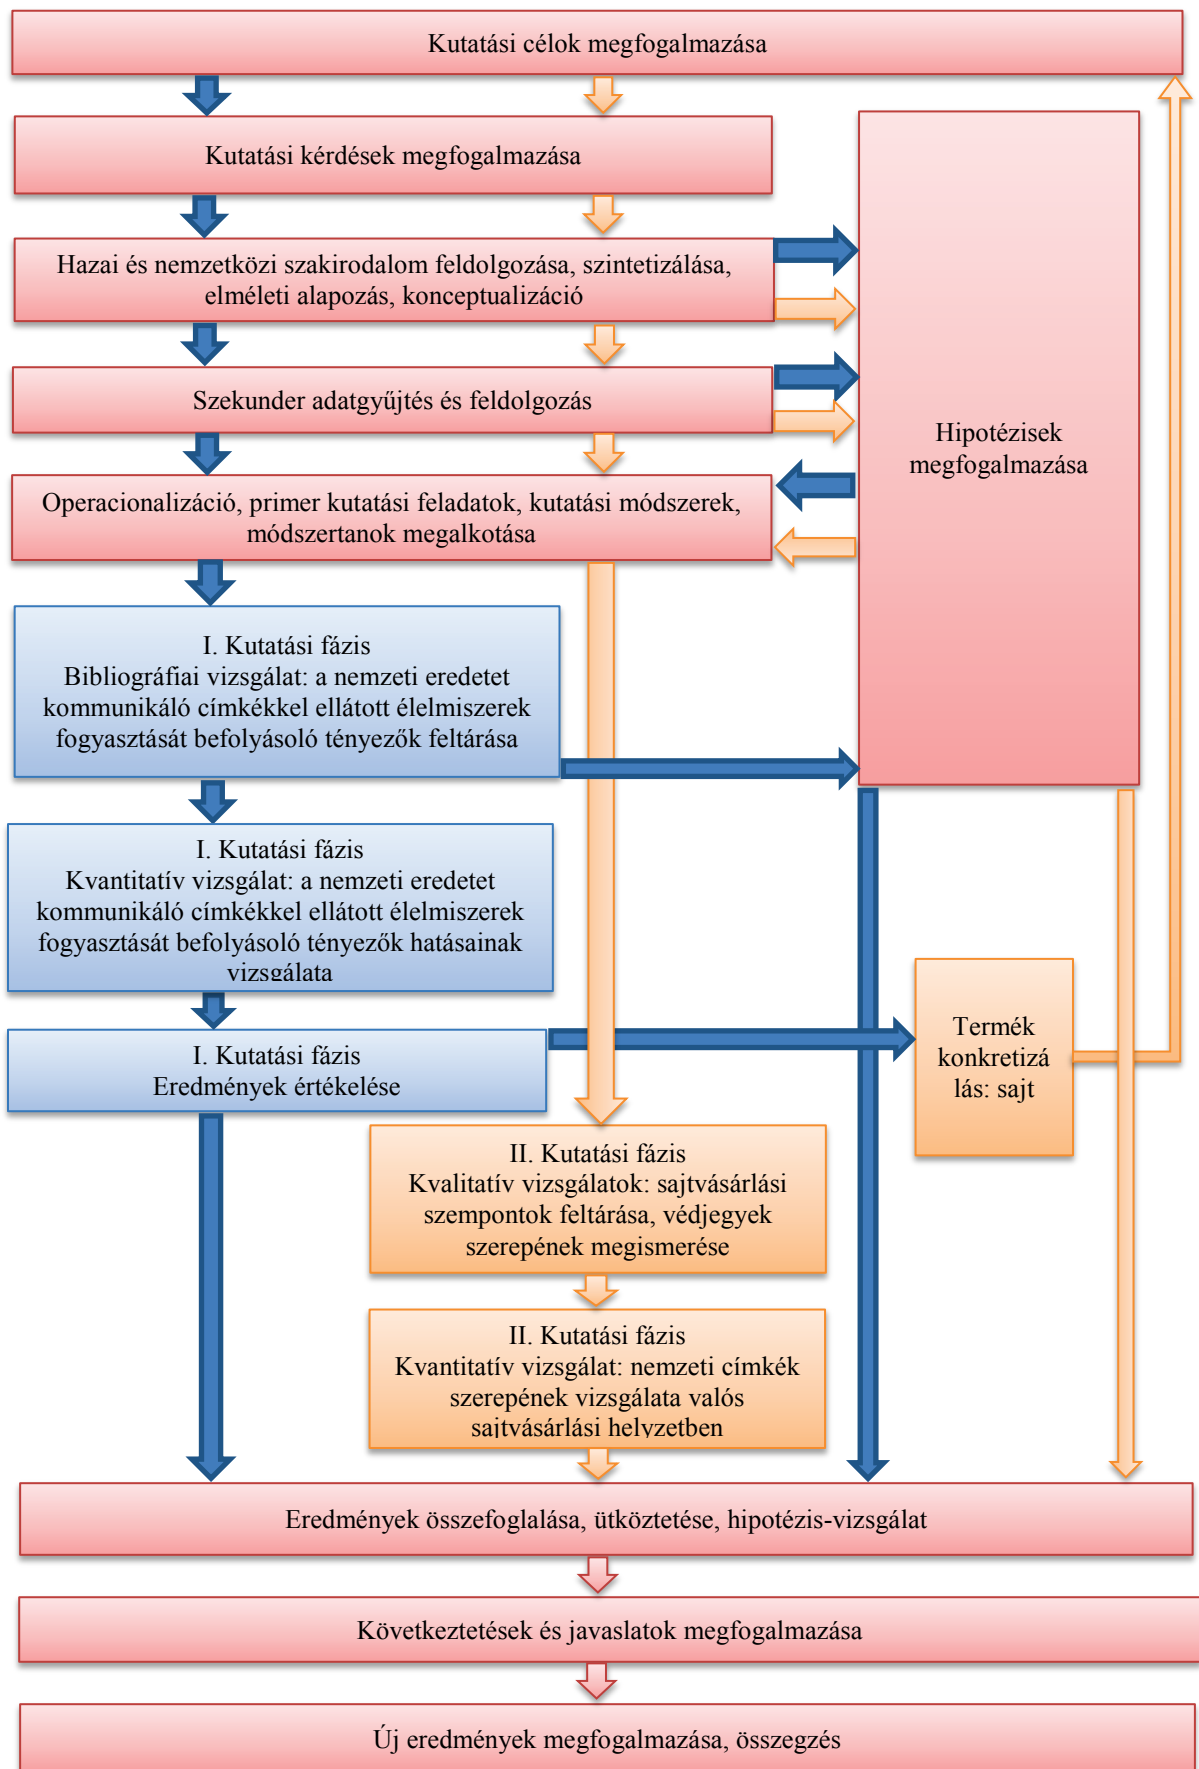 Kutatási célok megfogalmazása
Kutatási kérdések megfogalmazása
Hazai és nemzetközi szakirodalom feldolgozása, szintetizálása,
elméleti alapozás, konceptualizáció
Szekunder adatgyűjtés és feldolgozás
Hipotézisek
megfogalmazása
Operacionalizáció, primer kutatási feladatok, kutatási módszerek,
módszertanok megalkotása
I. Kutatási fázis
Bibliográfiai vizsgálat: a nemzeti eredetet
kommunikáló címkékkel ellátott élelmiszerek
fogyasztását befolyásoló tényezők feltárása
I. Kutatási fázis
Kvantitatív vizsgálat: a nemzeti eredetet
kommunikáló címkékkel ellátott élelmiszerek
fogyasztását befolyásoló tényezők hatásainak
vizsgálata
I. Kutatási fázis
Eredmények értékelése
Termék
konkretizá
lás: sajt
II. Kutatási fázis
Kvalitatív vizsgálatok: sajtvásárlási
szempontok feltárása, védjegyek
szerepének megismerése
II. Kutatási fázis
Kvantitatív vizsgálat: nemzeti címkék
szerepének vizsgálata valós
sajtvásárlási helyzetben
Eredmények összefoglalása, ütköztetése, hipotézis-vizsgálat
Következtetések és javaslatok megfogalmazása
Új eredmények megfogalmazása, összegzés